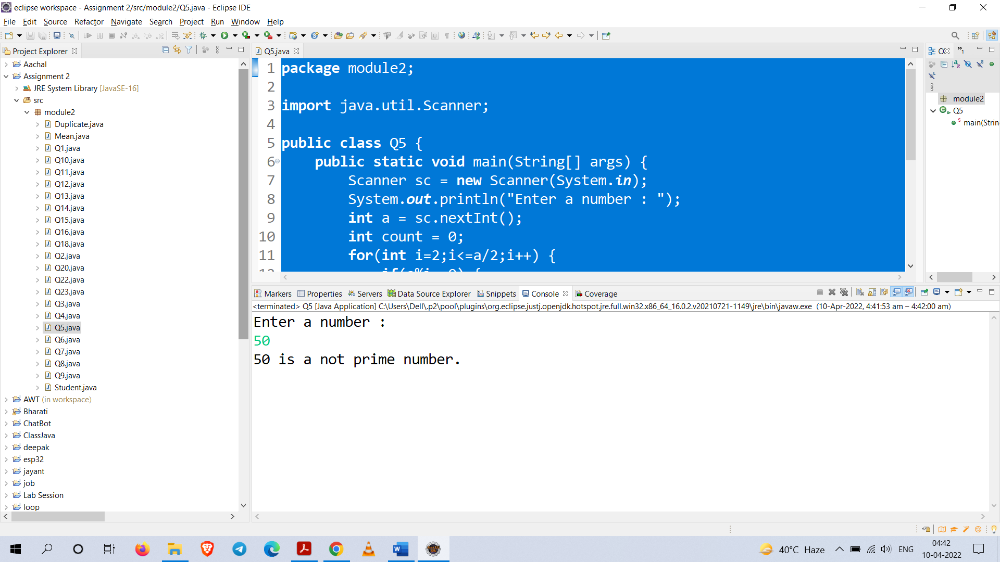 eclipse workspace - Assignment 2/src/module2/Q5.java - Eclipse IDE
File Edit Source Refactor Navigate Search Project Run Window Help
Project Explorer
Aachal
Assignment 2
JRE System Library [JavaSE-16]
src
module2
Duplicate.java
Mean.java
Q1.java
Q10.java
Q11.java
Q12.java
Q13.java
Q14.java
Q15.java
Q16.java
Q18.java
Q2.java
Q20.java
Q22.java
Q23.java
Q3.java
Q4.java
Q5.java
Q6.java
Q7.java
Q8.java
Q9.java
Student.java
AWT (in workspace)
Bharati
ChatBot
ClassJava
deepak
esp32
jayant
job
Lab Session
loop
Q5.java
1 package module2;
2
3 import java.util.Scanner;
4
5 public class Q5 {
6 public static void main(String[] args) {
7 Scanner sc = new Scanner(System.in);
8 System.out.println("Enter a number : ");
9 int a = sc.nextInt();
10 int count = 0;
11 for(int i=2;i<=a/2;i++) {
module2
Q5
main(Strin
Markers Properties Servers Data Source Explorer Snippets Console Coverage
<terminated> Q5 [Java Application] C:\Users\Dell\.p2\pool\plugins\org.eclipse.justj.openjdk.hotspot.jre.full.win32.x86_64_16.0.2.v20210721-1149\jre\bin\javaw.exe (10-Apr-2022, 4:41:53 am – 4:42:00 am)
Enter a number :
50
50 is a not prime number.
40°C Haze
ENG
04:42
10-04-2022